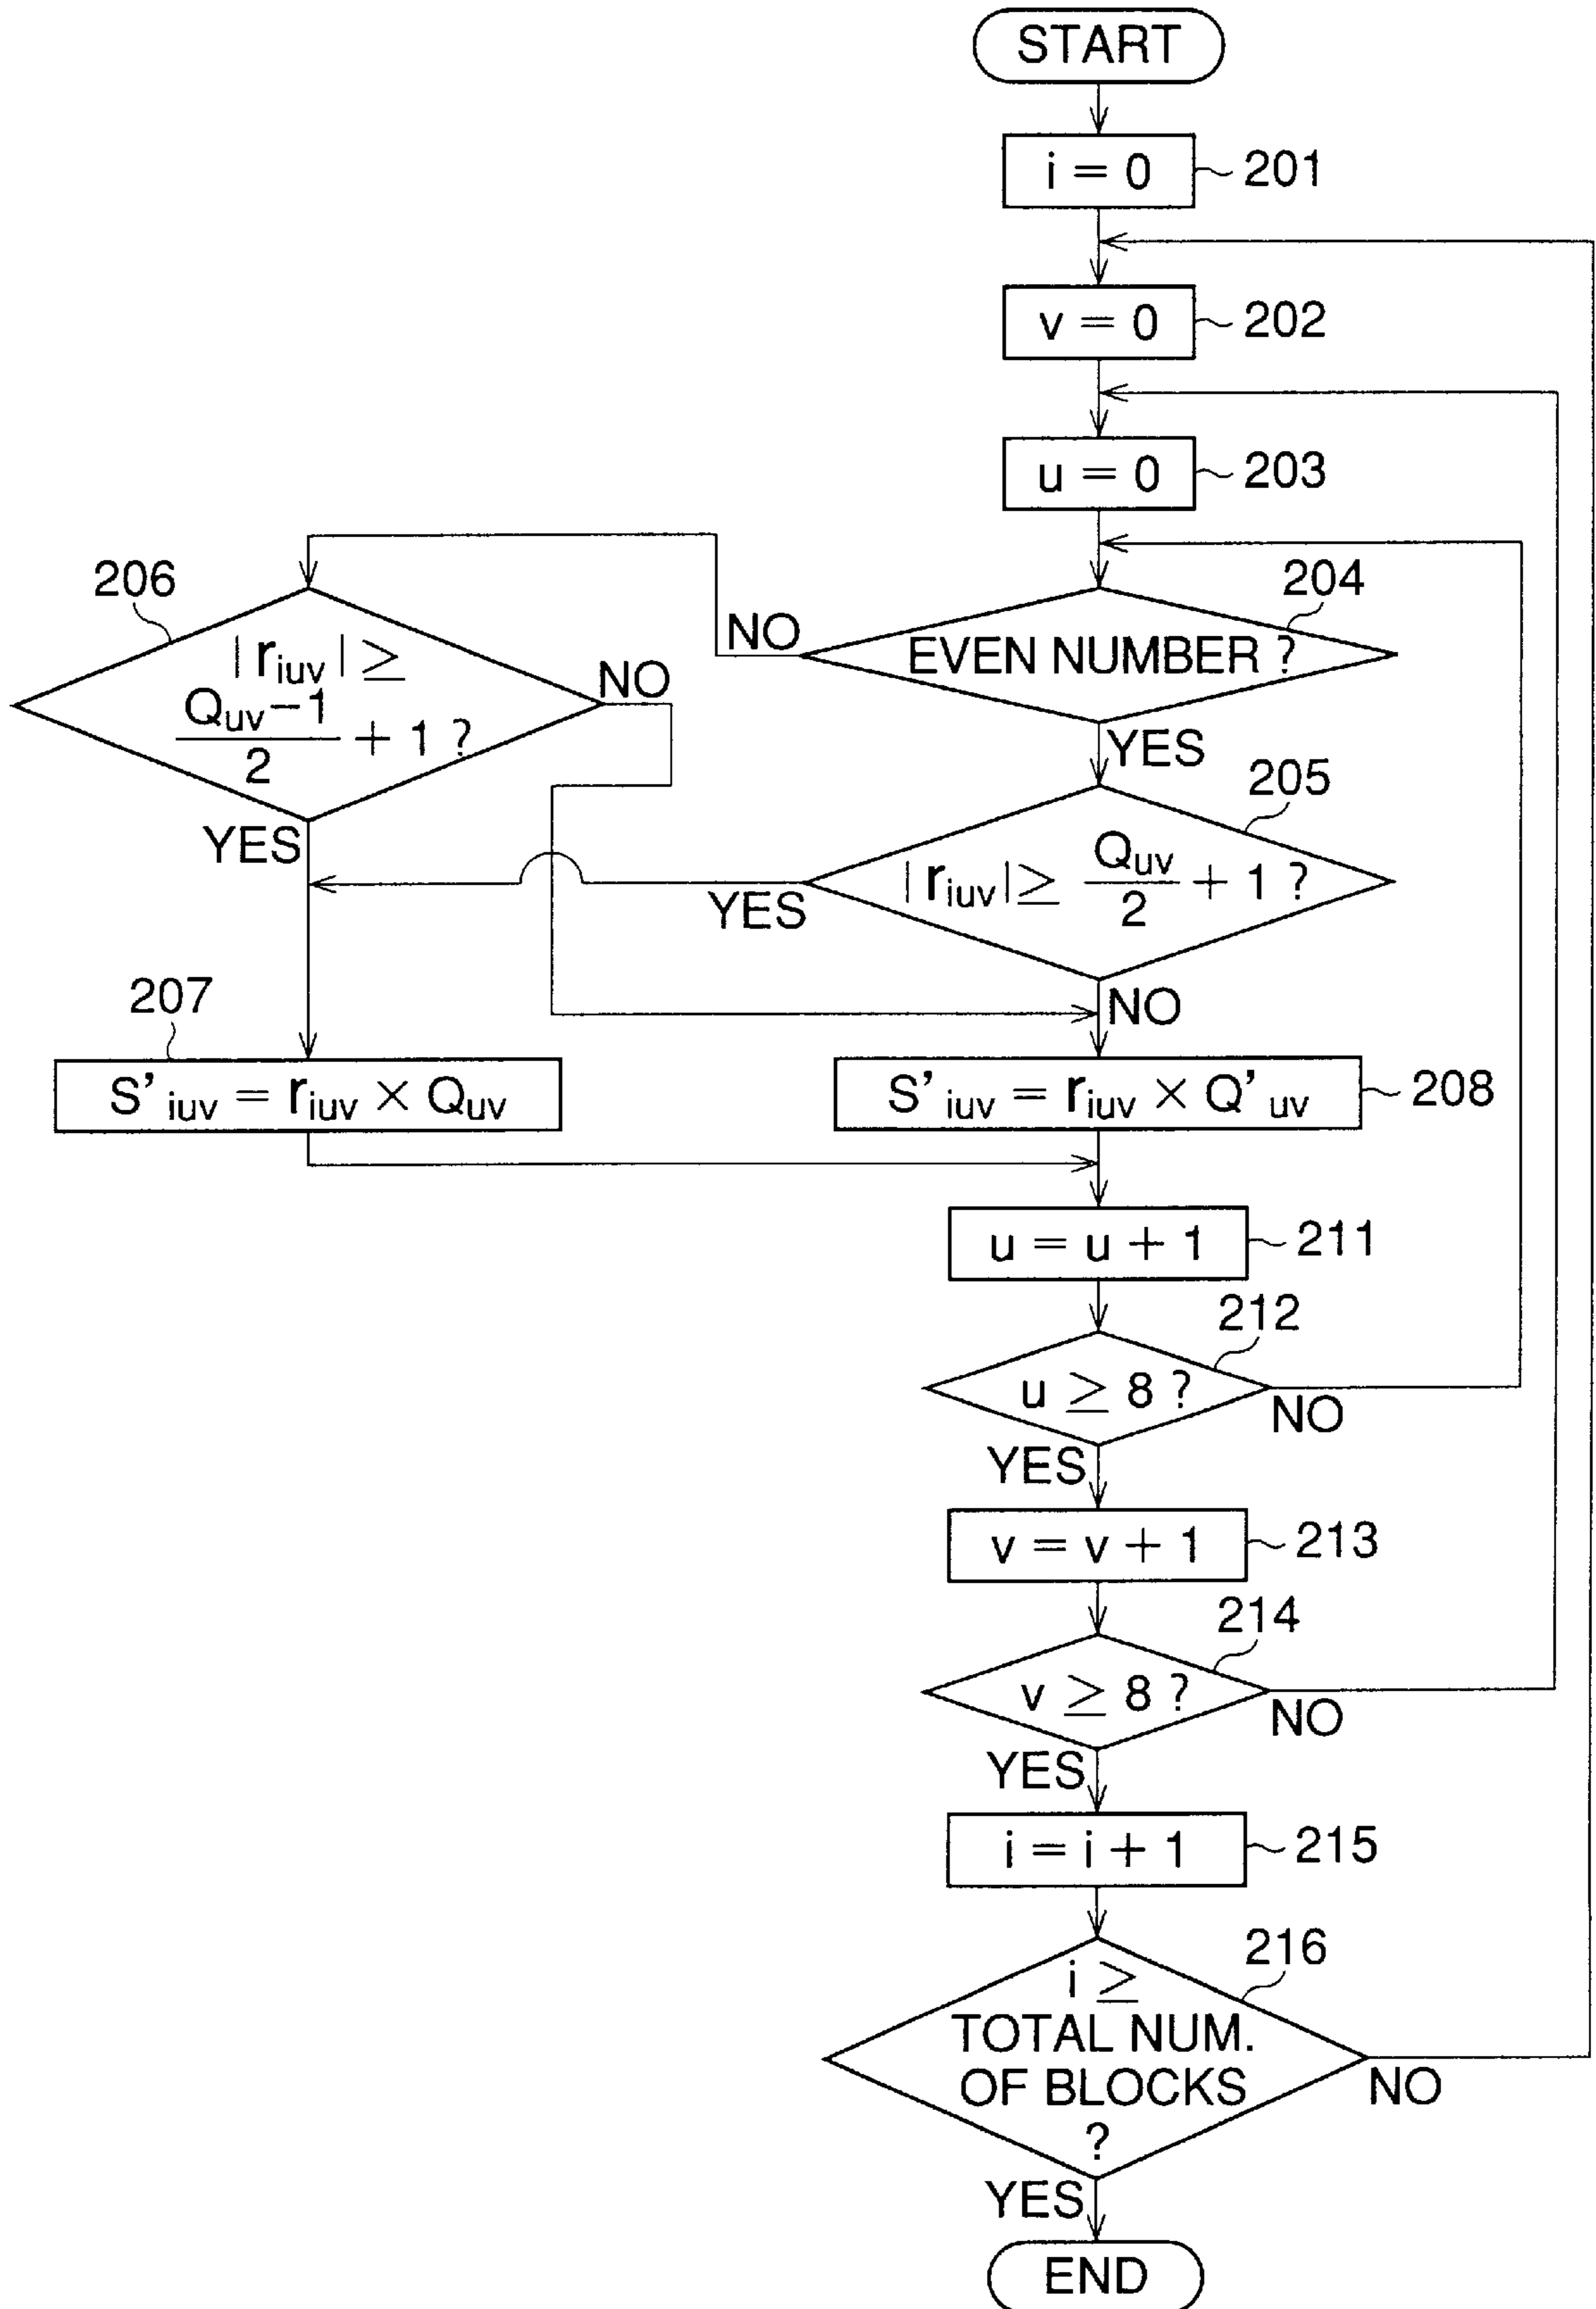 START
i = 0
201
v = 0
202
u = 0
203
204
EVEN NUMBER ?
NO
YES
206
|r_iuv| ≥
Q_uv−1
2
+ 1 ?
NO
YES
205
|r_iuv| ≥ Q_uv/2 + 1 ?
YES
NO
207
S'_iuv = r_iuv × Q_uv
S'_iuv = r_iuv × Q'_uv
208
u = u + 1
211
212
u ≥ 8 ?
NO
YES
v = v + 1
213
214
v ≥ 8 ?
NO
YES
i = i + 1
215
216
i ≥
TOTAL NUM.
OF BLOCKS
?
NO
YES
END